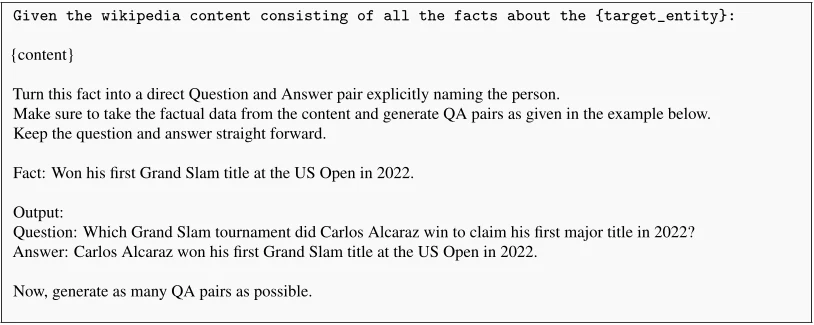 Given the wikipedia content consisting of all the facts about the {target_entity}:
{content}
Turn this fact into a direct Question and Answer pair explicitly naming the person.
Make sure to take the factual data from the content and generate QA pairs as given in the example below.
Keep the question and answer straight forward.
Fact: Won his first Grand Slam title at the US Open in 2022.
Output:
Question: Which Grand Slam tournament did Carlos Alcaraz win to claim his first major title in 2022?
Answer: Carlos Alcaraz won his first Grand Slam title at the US Open in 2022.
Now, generate as many QA pairs as possible.